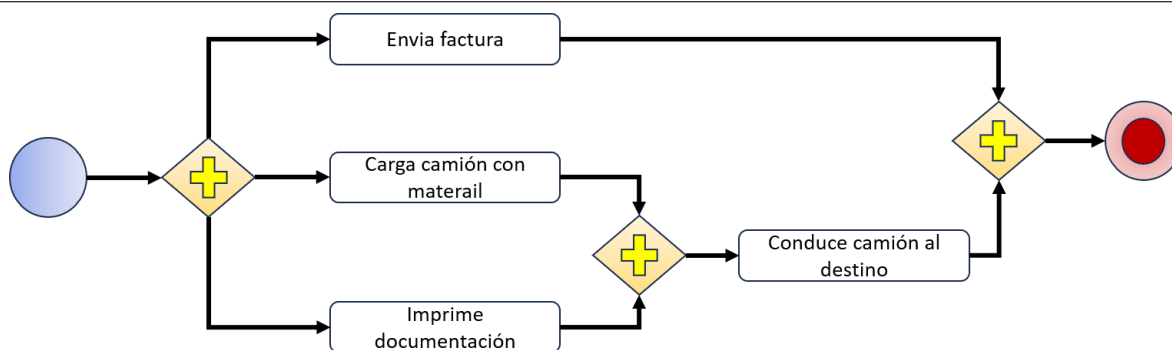 Envia factura
Carga camión con
materail
Conduce camión al
destino
Imprime
documentación